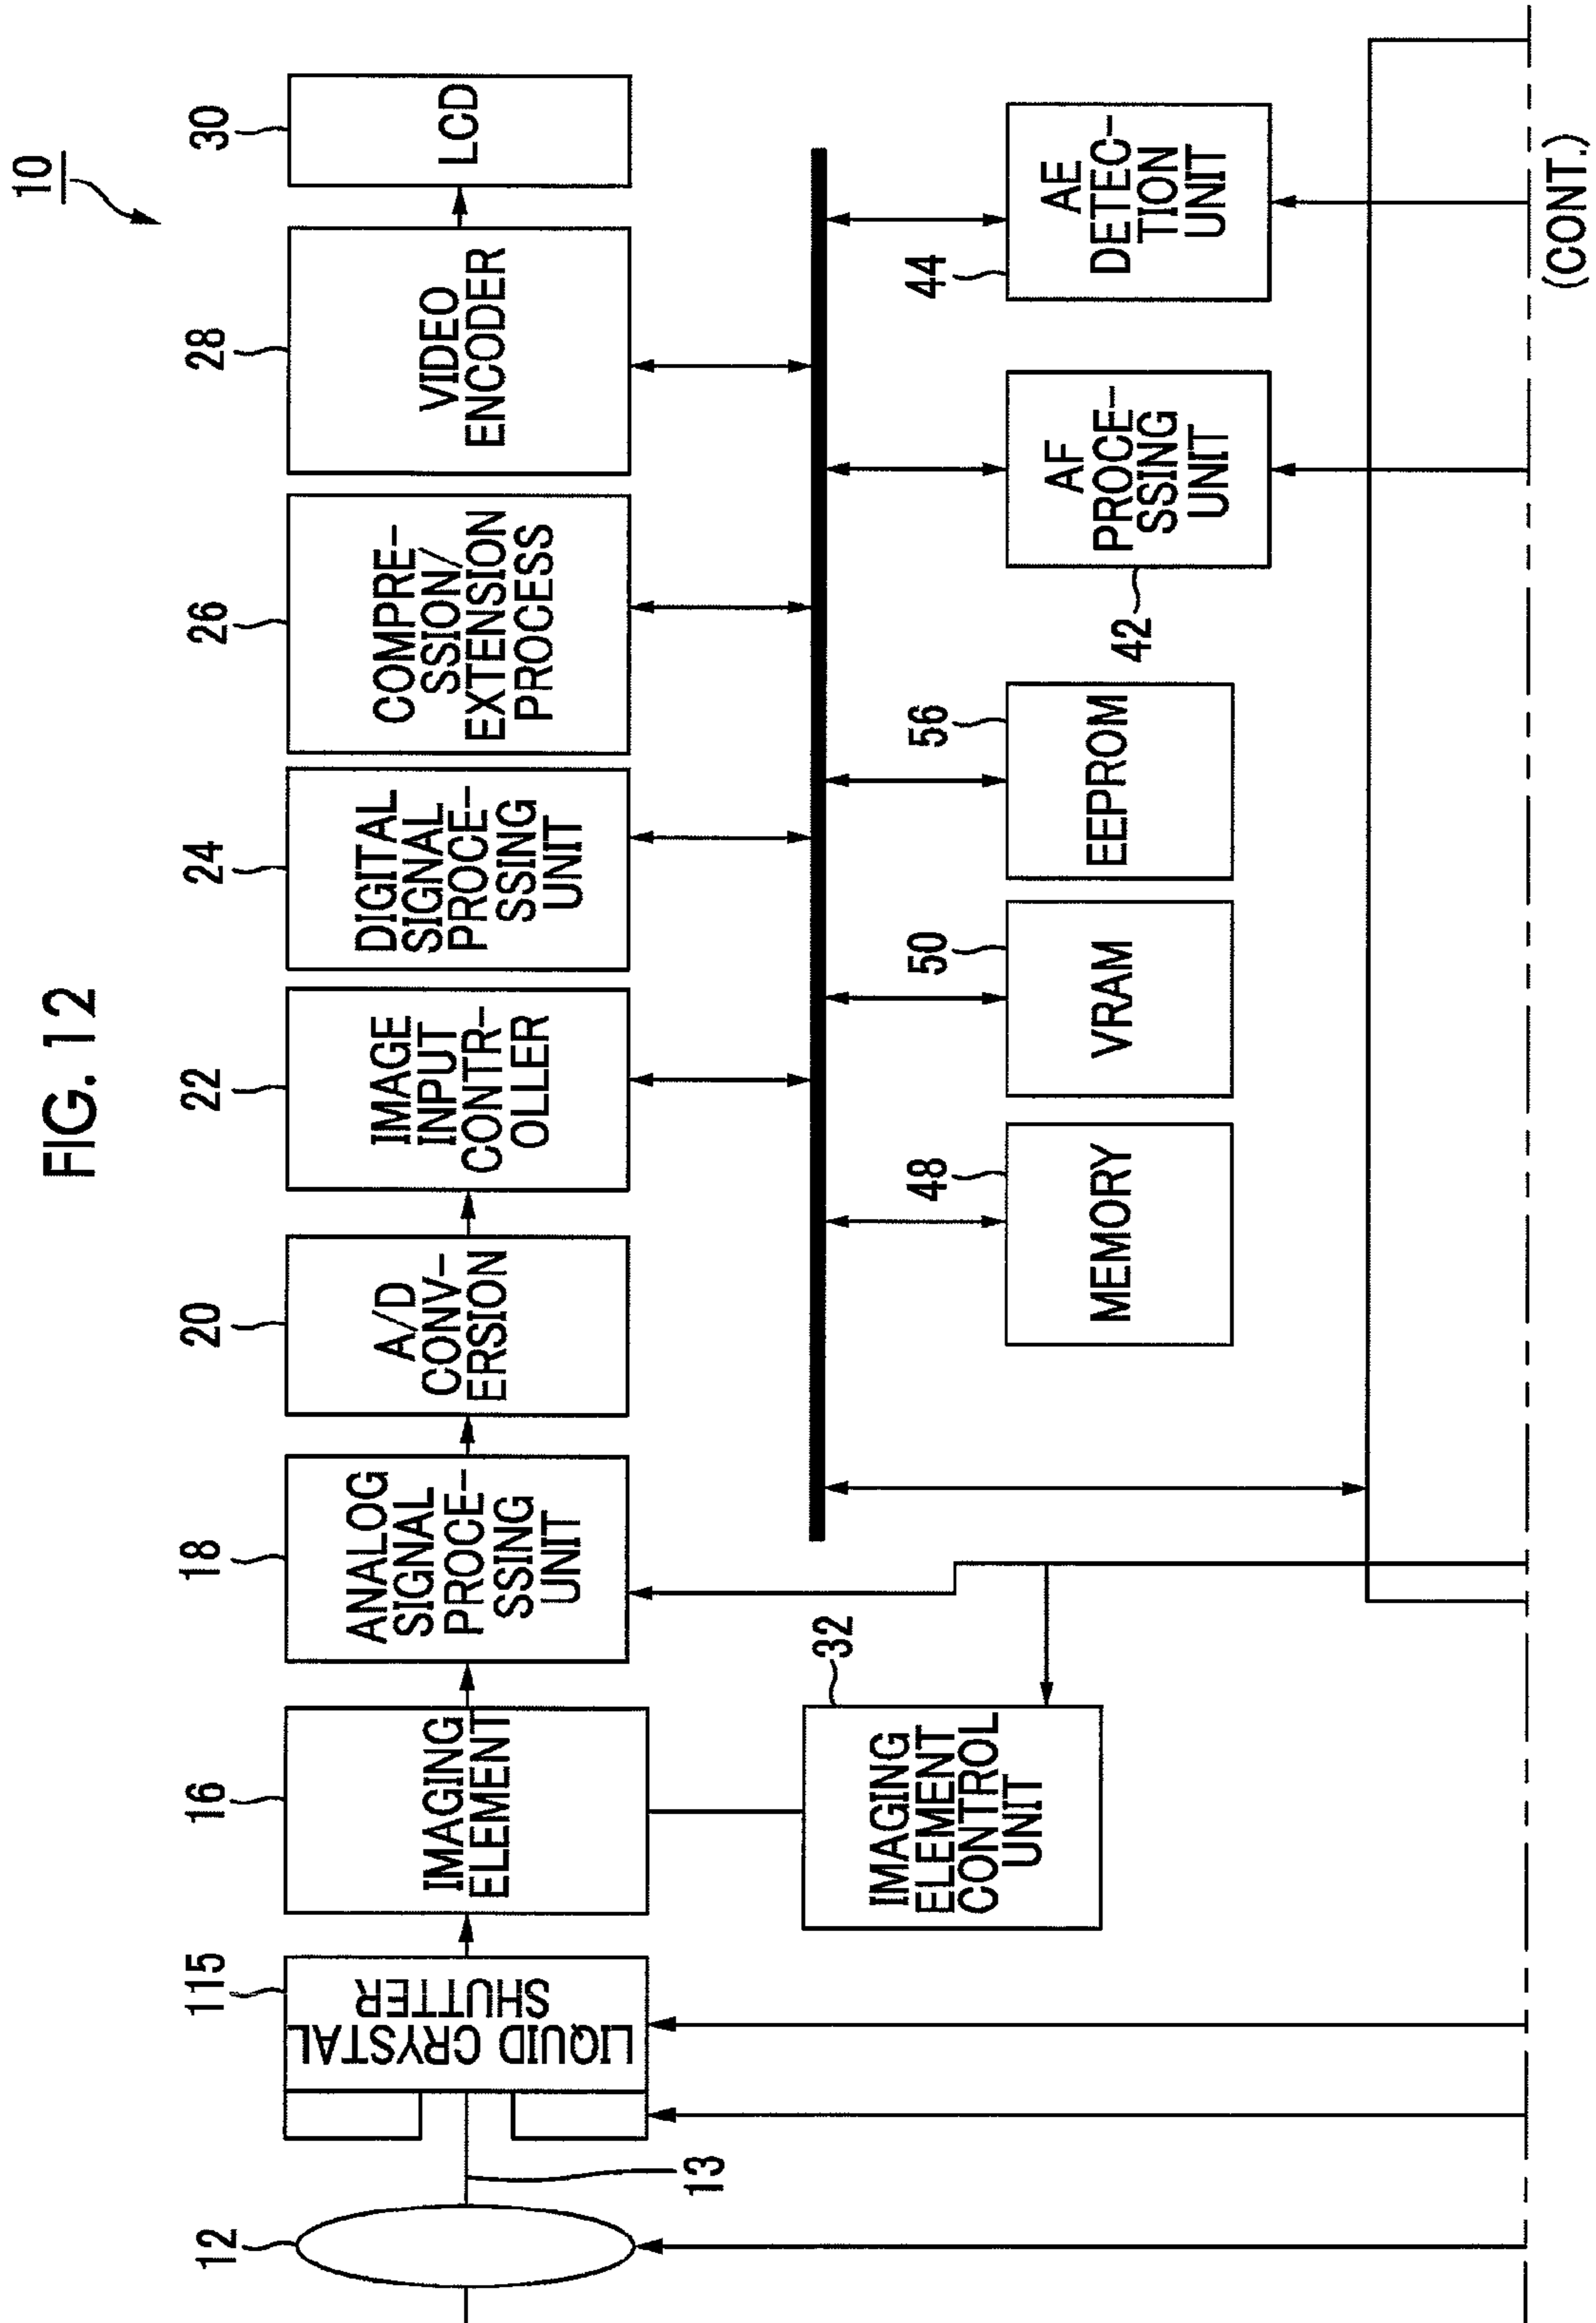 FIG. 12
10
12
13
115
LIQUID CRYSTAL
SHUTTER
16
IMAGING
ELEMENT
18
ANALOG
SIGNAL
PROCE-
SSING
UNIT
20
A/D
CONV-
ERSION
22
IMAGE
INPUT
CONTR-
OLLER
24
DIGITAL
SIGNAL
PROCE-
SSING
UNIT
26
COMPRE-
SSION/
EXTENSION
PROCESS
28
VIDEO
ENCODER
30
LCD
32
IMAGING
ELEMENT
CONTROL
UNIT
48
MEMORY
50
VRAM
56
EEPROM
42
AF
PROCE-
SSING
UNIT
44
AE
DETEC-
TION
UNIT
(CONT.)